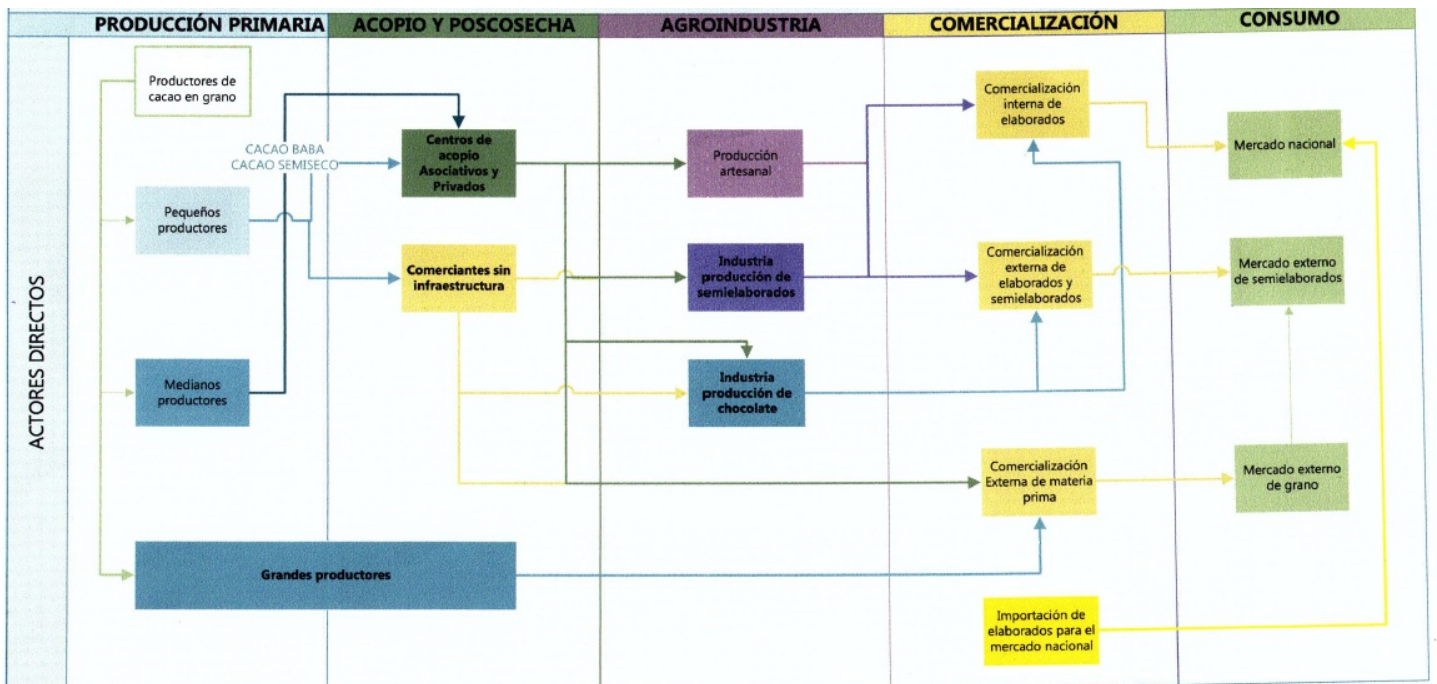 PRODUCCIÓN PRIMARIA
ACOPIO Y POSCOSECHA
AGROINDUSTRIA
COMERCIALIZACIÓN
CONSUMO
ACTORES DIRECTOS
Productores de
cacao en grano
CACAO BABA
CACAO SEMISECO
Pequeños
productores
Medianos
productores
Grandes productores
Centros de
acopio
Asociativos y
Privados
Comerciantes sin
infraestructura
Producción
artesanal
Industria
producción de
semielaborados
Industria
producción de
chocolate
Comercialización
interna de
elaborados
Comercialización
externa de
elaborados y
semielaborados
Comercialización
Externa de materia
prima
Importación de
elaborados para el
mercado nacional
Mercado nacional
Mercado externo
de semielaborados
Mercado externo
de grano